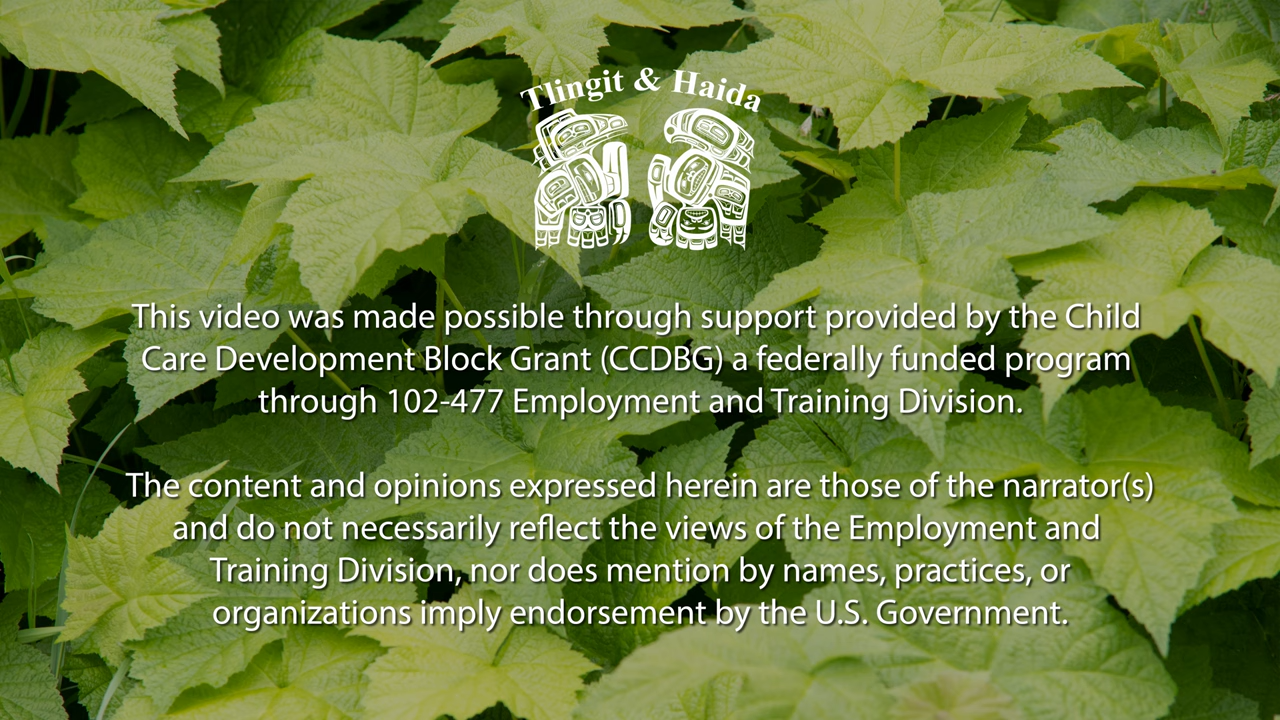 Tlingit & Haida
This video was made possible through support provided by the Child
Care Development Block Grant (CCDBG) a federally funded program
through 102-477 Employment and Training Division.
The content and opinions expressed herein are those of the narrator(s)
and do not necessarily reflect the views of the Employment and
Training Division, nor does mention by names, practices, or
organizations imply endorsement by the U.S. Government.